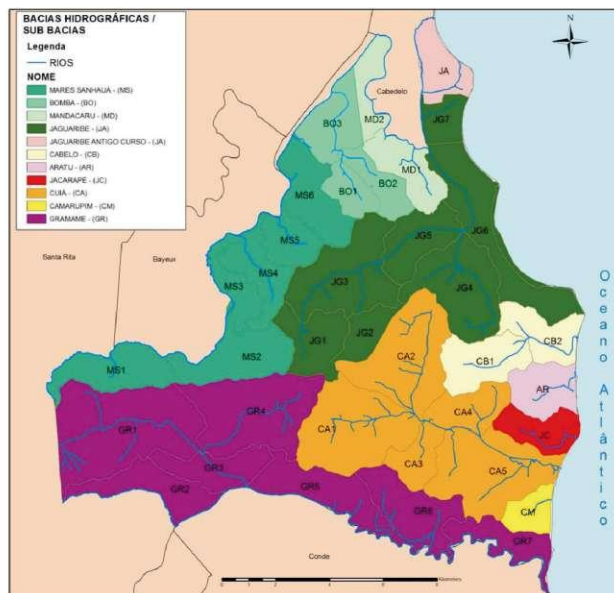 BACIAS HIDROGRÁFICAS /
SUB BACIAS
Legenda
RIOS
NOME
MARES SANHAUÁ - (MS)
BOMBA - (BO)
MANDACARU - (MD)
JAGUARIBE - (JA)
JAGUARIBE ANTIGO CURSO - (JA)
CABELO - (CB)
ARATU - (AR)
JACARAPÉ - (JC)
CUIÁ - (CA)
CAMURUPIM - (CM)
GRAMAME - (GR)
N
JA
Cabedelo
JG7
BO3
MD2
MD1
BO2
BO1
MS6
MS5
JG5
JG6
Santa Rita
Bayeux
MS4
MS3
JG3
JG4
JG1
JG2
MS2
MS1
CB2
CB1
CA2
AR
Oceano Atlântico
GR4
CA4
GR1
CA1
JC
GR3
CA3
CA5
GR2
GR5
GR6
CM
GR7
Conde